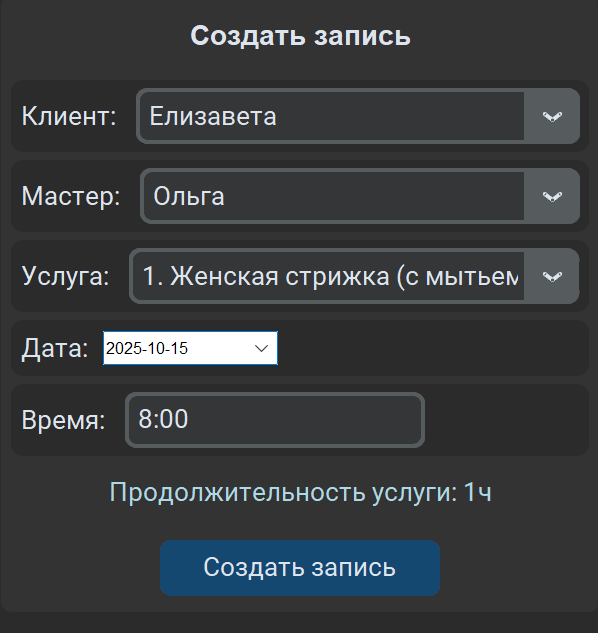 Создать запись
Клиент: Елизавета
Мастер: Ольга
Услуга: 1. Женская стрижка (с мытьем
Дата: 2025-10-15
Время: 8:00
Продолжительность услуги: 1ч
Создать запись